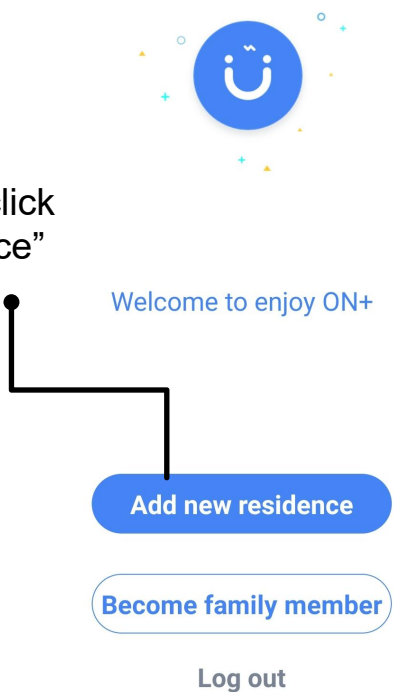 lick
ce”
Welcome to enjoy ON+
Add new residence
Become family member
Log out